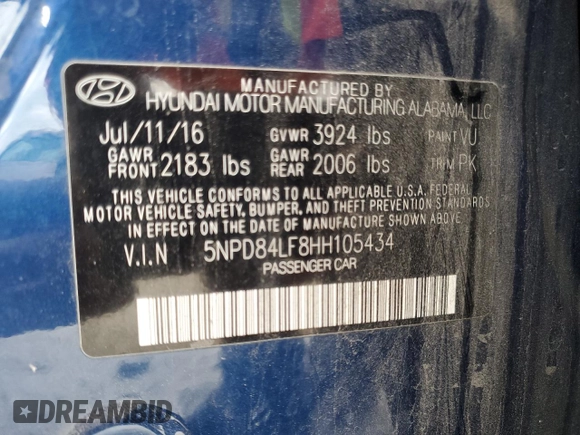 MANUFACTURED BY
HYUNDAI MOTOR MANUFACTURING ALABAMA, LLC
Jul/11/16 GVWR 3924 lbs PAINT VU
GAWR FRONT 2183 lbs GAWR REAR 2006 lbs TRIM PK
THIS VEHICLE CONFORMS TO ALL APPLICABLE U.S.A. FEDERAL
MOTOR VEHICLE SAFETY, BUMPER, AND THEFT PREVENTION
STANDARDS IN EFFECT ON THE DATE OF MANUFACTURE SHOWN ABOVE.
V.I.N 5NPD84LF8HH105434
PASSENGER CAR
DREAMBID